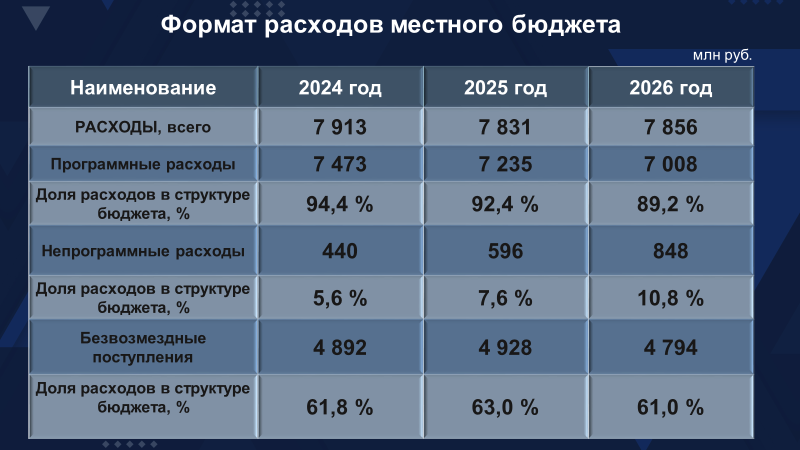 Формат расходов местного бюджета
млн руб.
Наименование 2024 год 2025 год 2026 год
РАСХОДЫ, всего 7 913 7 831 7 856
Программные расходы 7 473 7 235 7 008
Доля расходов в структуре
бюджета, % 94,4 % 92,4 % 89,2 %
Непрограммные расходы 440 596 848
Доля расходов в структуре
бюджета, % 5,6 % 7,6 % 10,8 %
Безвозмездные
поступления 4 892 4 928 4 794
Доля расходов в структуре
бюджета, % 61,8 % 63,0 % 61,0 %